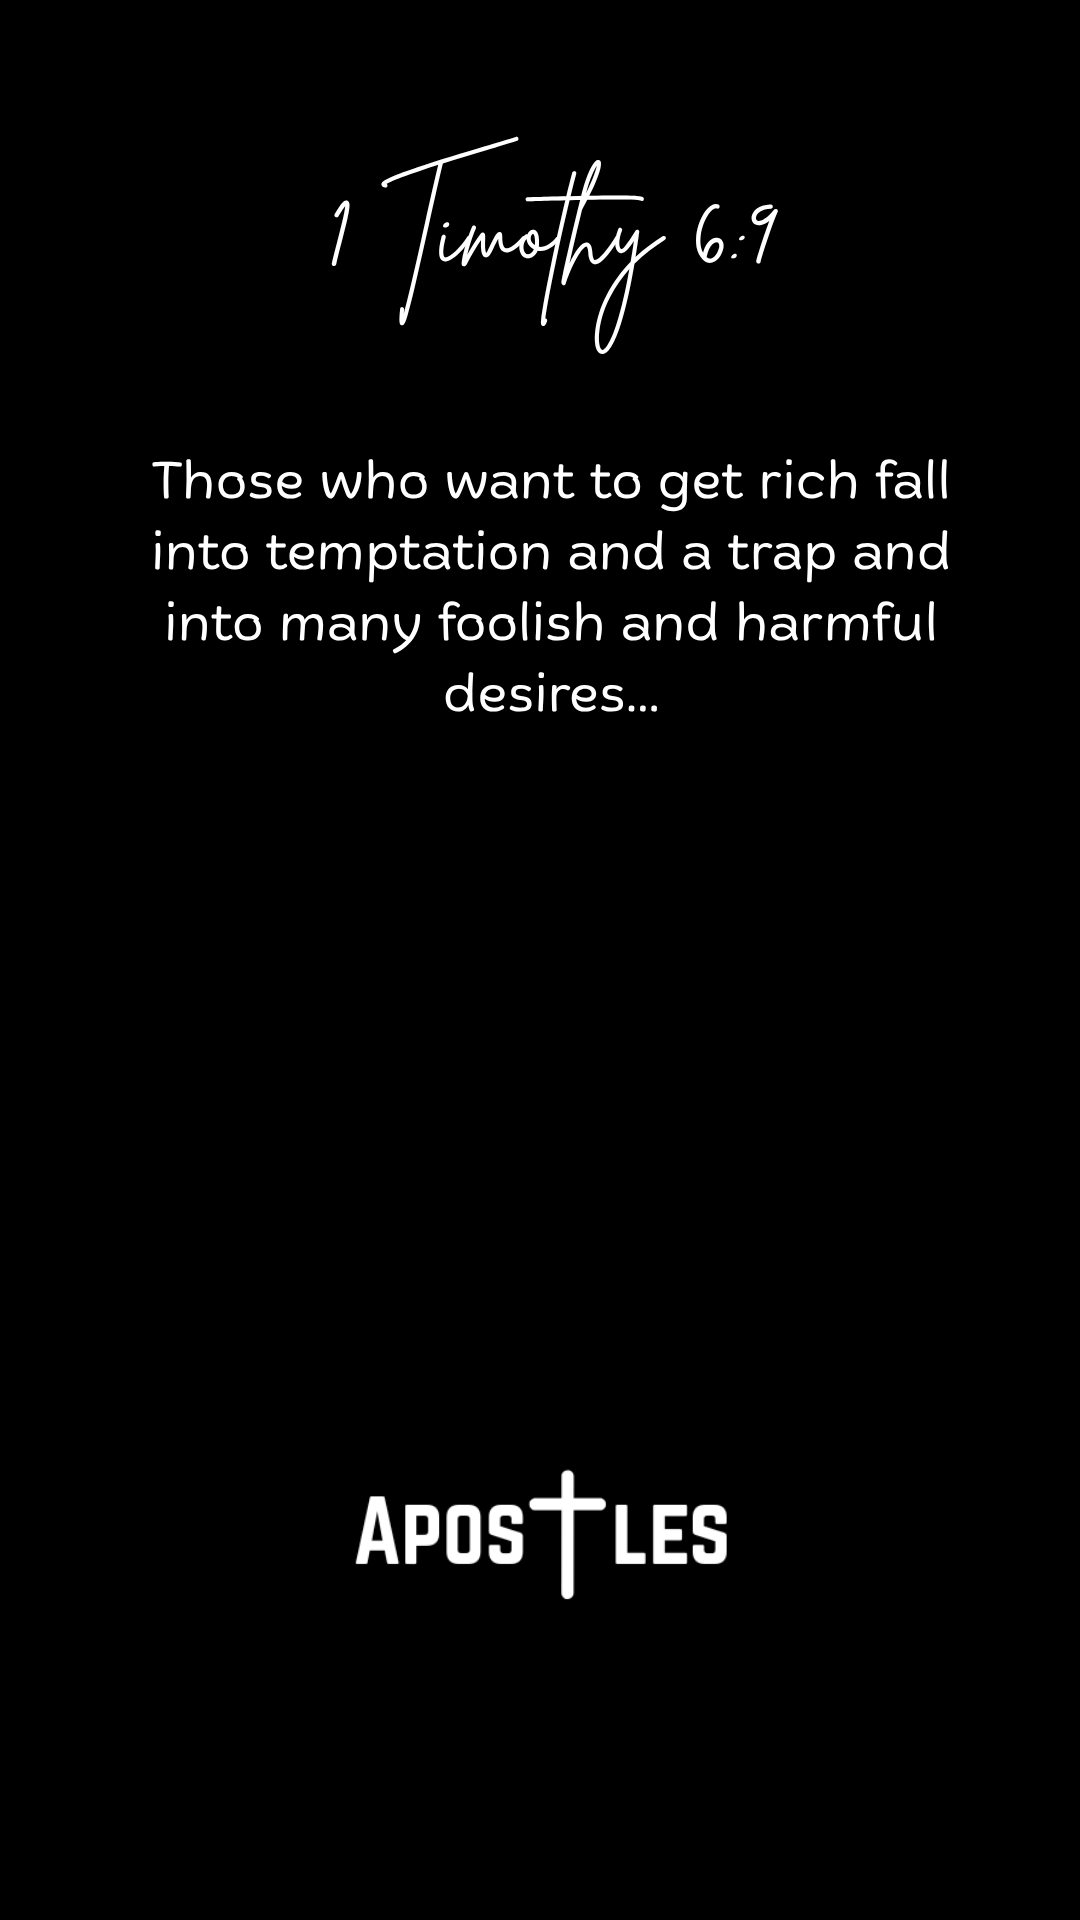 1 Timothy 6:9
Those who want to get rich fall
into temptation and a trap and
into many foolish and harmful
desires...
Apostles